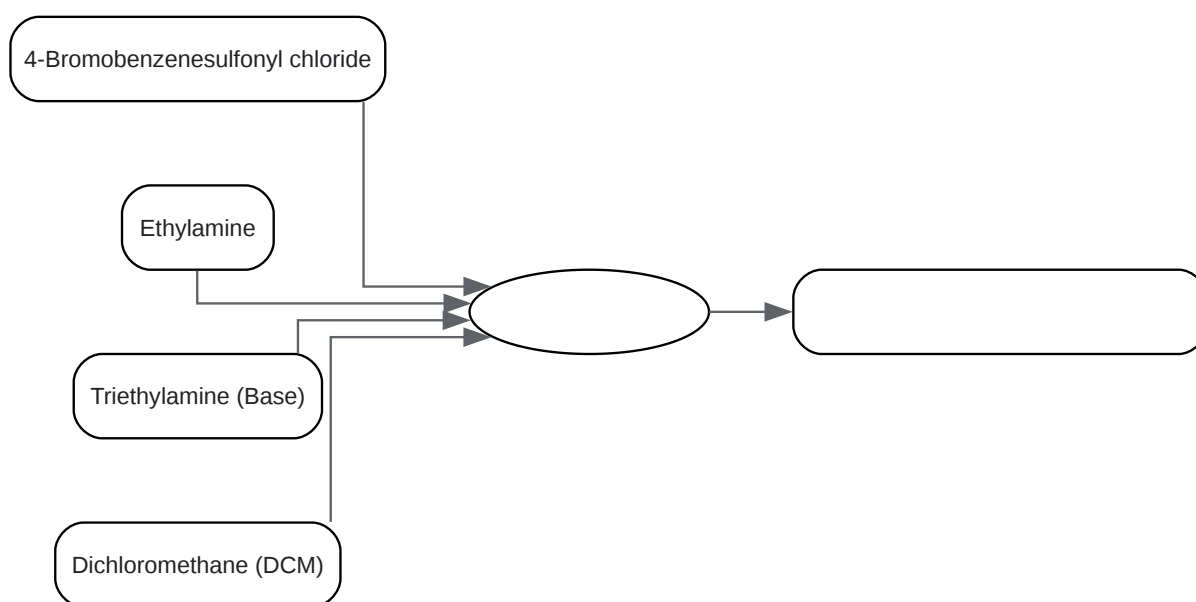 4-Bromobenzenesulfonyl chloride
Ethylamine
Triethylamine (Base)
Dichloromethane (DCM)